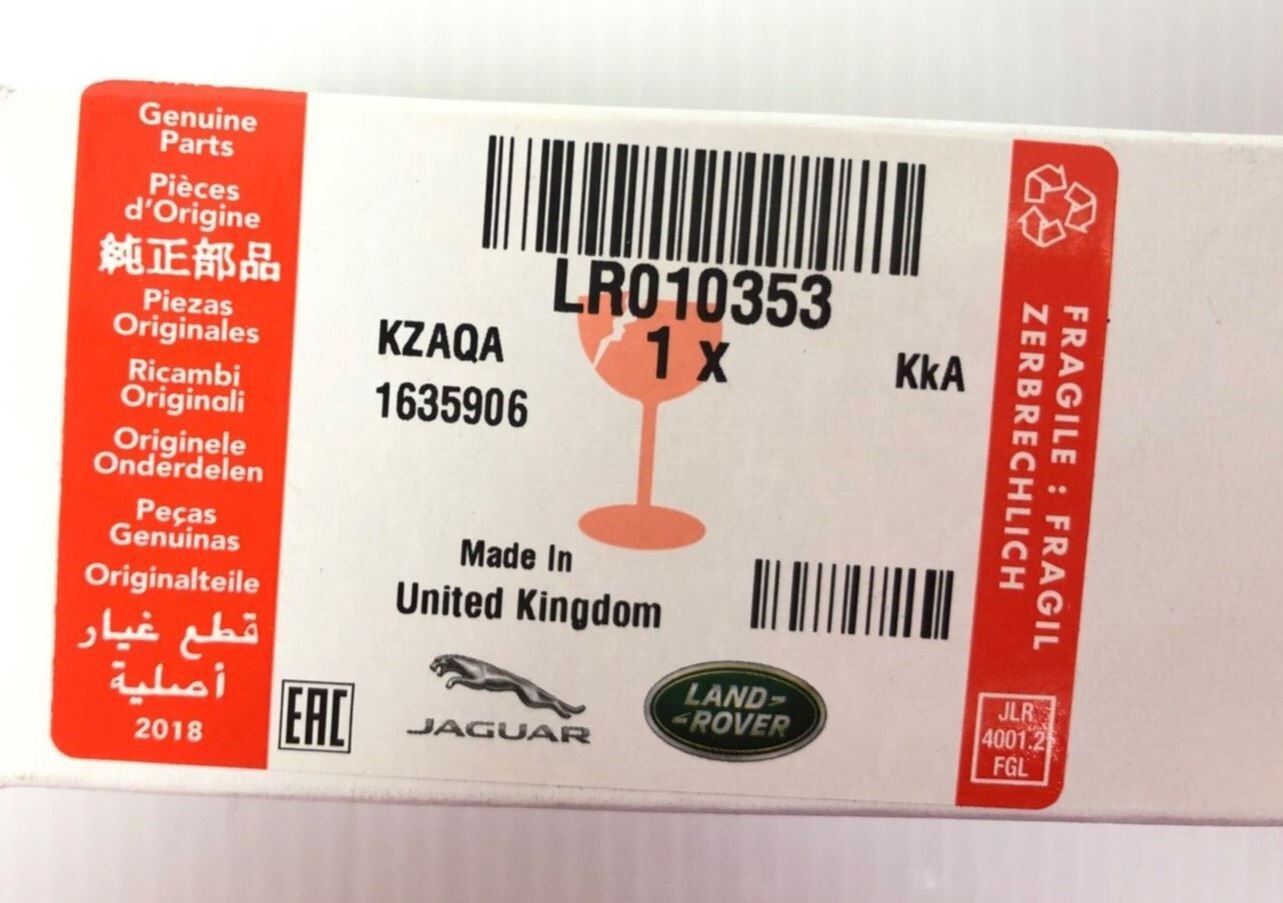 Genuine
Parts
Pièces
d'Origine
純正部品
Piezas
Originales
Ricambi
Originali
Originele
Onderdelen
Peças
Genuinas
Originalteile
قطع غيار
أصلية
2018
LR010353
1 x
KZAQA
KkA
1635906
Made In
United Kingdom
EAC
JAGUAR
LAND-
-ROVER
FRAGILE : FRAGIL
ZERBRECHLICH
JLR
4001.2
FGL